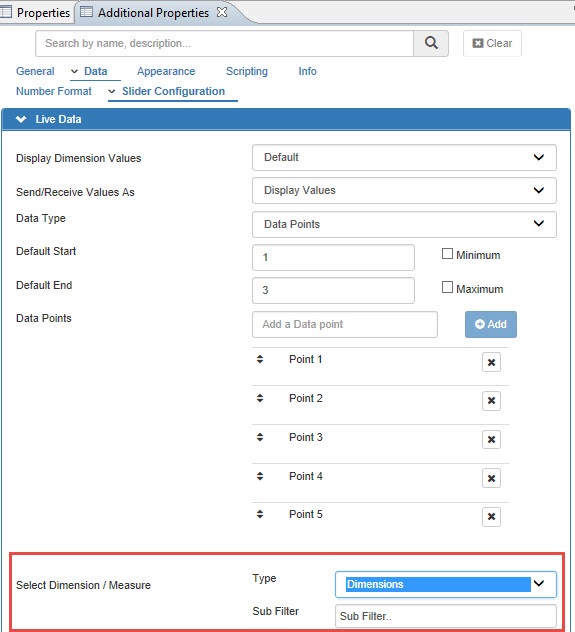 Properties Additional Properties
Search by name, description... Clear
General Data Appearance Scripting Info
Number Format Slider Configuration
Live Data
Display Dimension Values Default
Send/Receive Values As Display Values
Data Type Data Points
Default Start 1 Minimum
Default End 3 Maximum
Data Points Add a Data point Add
Point 1
Point 2
Point 3
Point 4
Point 5
Select Dimension / Measure Type Dimensions
Sub Filter Sub Filter..